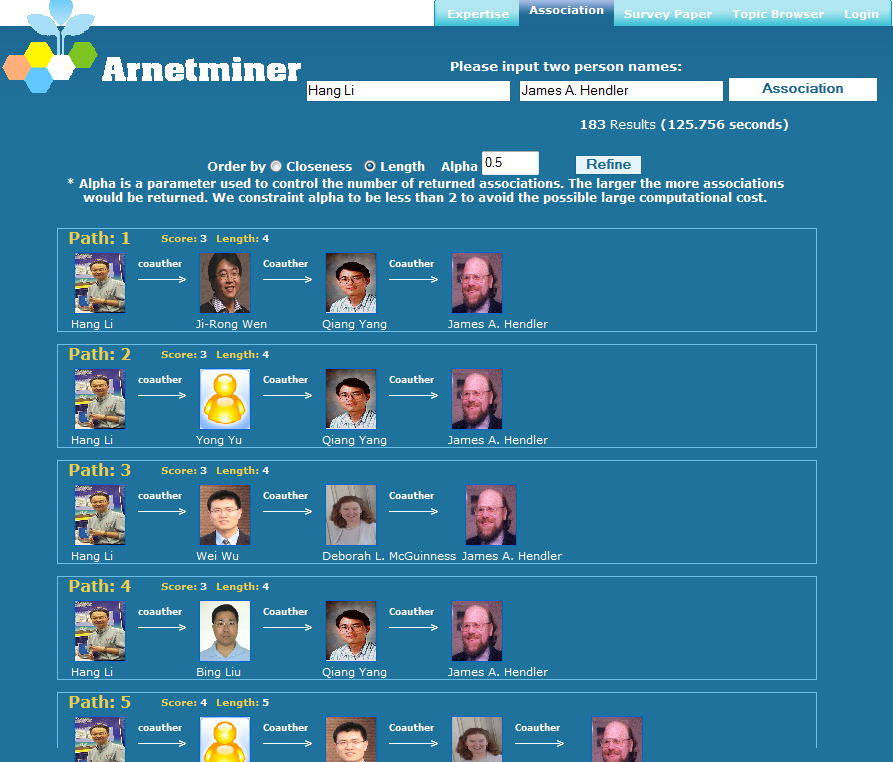 Expertise Association Survey Paper Topic Browser Login
Arnetminer
Please input two person names:
Hang Li James A. Hendler Association
183 Results (125.756 seconds)
Order by Closeness Length Alpha 0.5 Refine
* Alpha is a parameter used to control the number of returned associations. The larger the more associations
would be returned. We constraint alpha to be less than 2 to avoid the possible large computational cost.
Path: 1 Score: 3 Length: 4
coauther Coauther Coauther
Hang Li Ji-Rong Wen Qiang Yang James A. Hendler
Path: 2 Score: 3 Length: 4
coauther Coauther Coauther
Hang Li Yong Yu Qiang Yang James A. Hendler
Path: 3 Score: 3 Length: 4
coauther Coauther Coauther
Hang Li Wei Wu Deborah L. McGuinness James A. Hendler
Path: 4 Score: 3 Length: 4
coauther Coauther Coauther
Hang Li Bing Liu Qiang Yang James A. Hendler
Path: 5 Score: 4 Length: 5
coauther Coauther Coauther Coauther